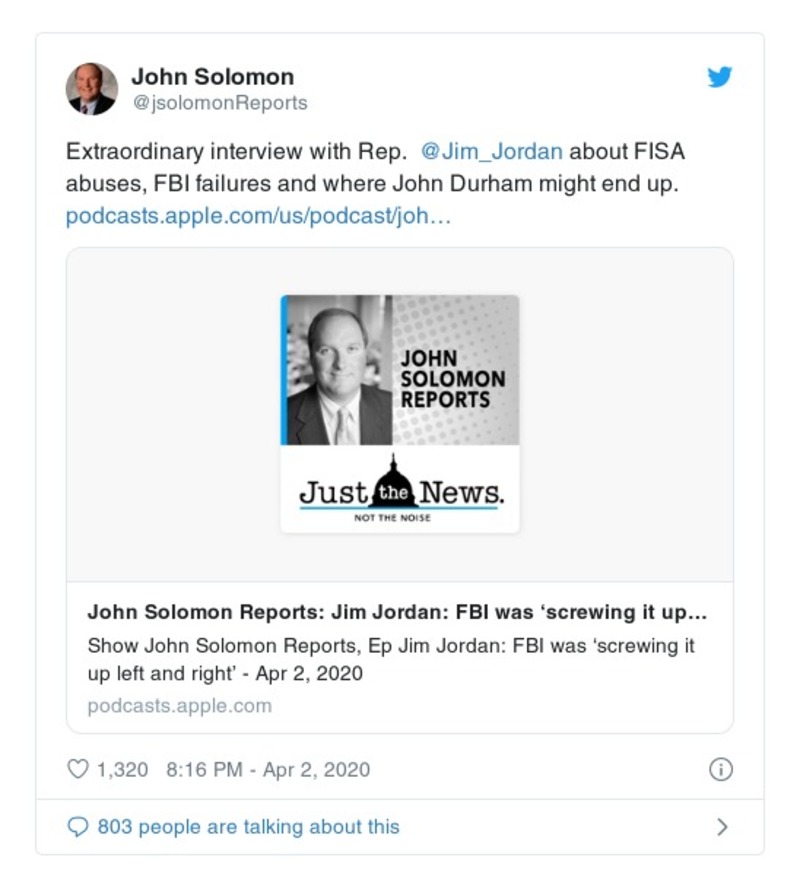 John Solomon
@jsolomonReports
Extraordinary interview with Rep. @Jim_Jordan about FISA
abuses, FBI failures and where John Durham might end up.
podcasts.apple.com/us/podcast/joh…
JOHN
SOLOMON
REPORTS
Just the News.
NOT THE NOISE
John Solomon Reports: Jim Jordan: FBI was ‘screwing it up…
Show John Solomon Reports, Ep Jim Jordan: FBI was ‘screwing it
up left and right’ - Apr 2, 2020
podcasts.apple.com
1,320 8:16 PM - Apr 2, 2020
803 people are talking about this